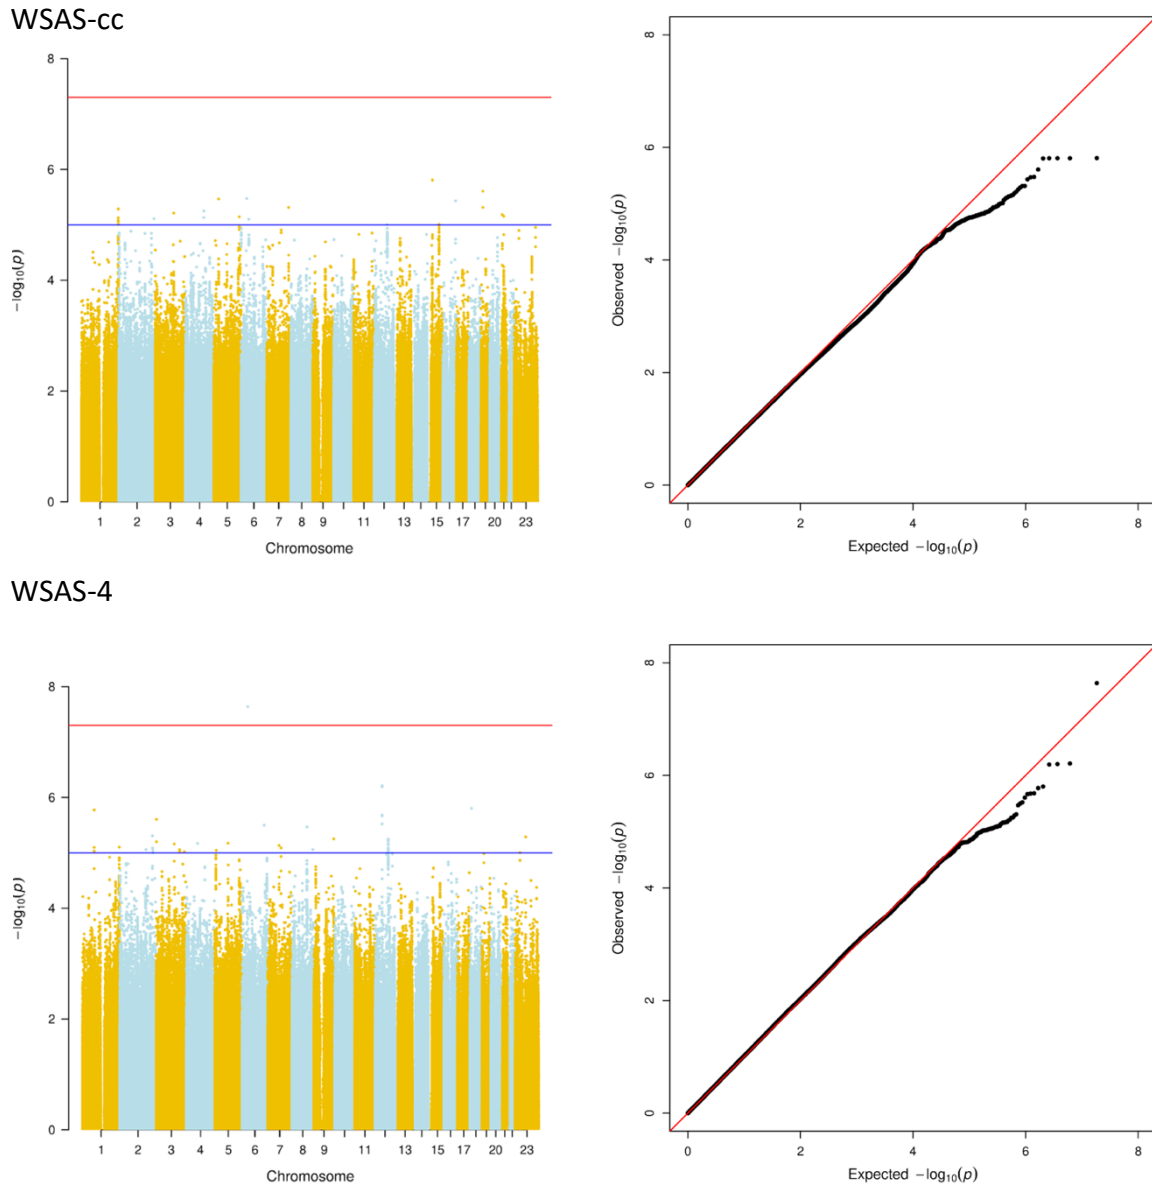 WSAS-cc
8
6
4
2
0
−log₁₀(p)
1 2 3 4 5 6 7 8 9 11 13 15 17 20 23
Chromosome
8
6
4
2
0
Observed −log₁₀(p)
0 2 4 6 8
Expected −log₁₀(p)
WSAS-4
8
6
4
2
0
−log₁₀(p)
1 2 3 4 5 6 7 8 9 11 13 15 17 20 23
Chromosome
8
6
4
2
0
Observed −log₁₀(p)
0 2 4 6 8
Expected −log₁₀(p)